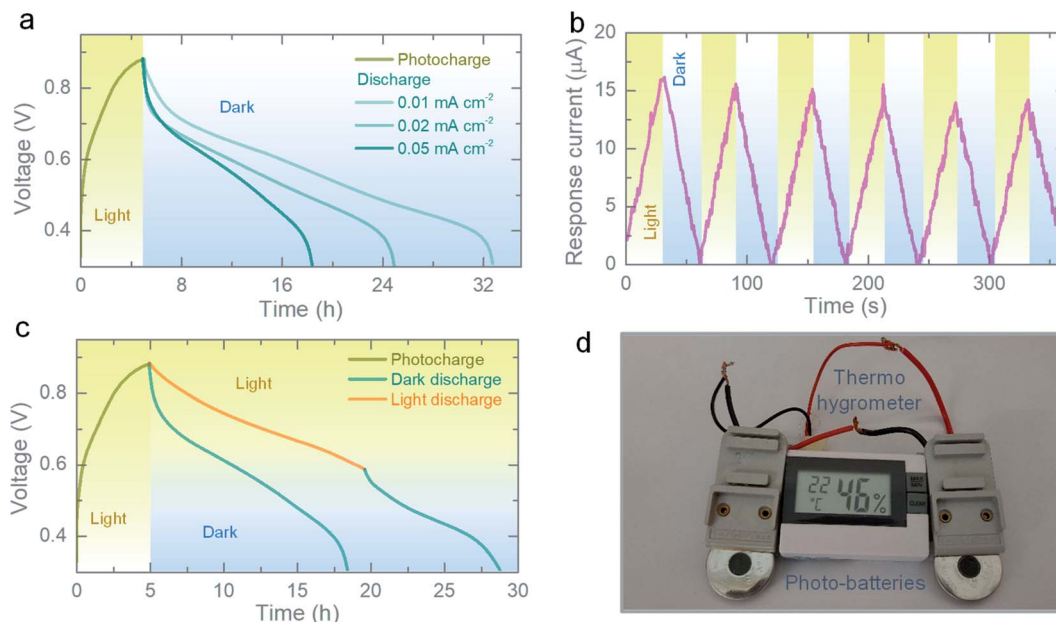 a
Voltage (V)
0.8
0.6
0.4
Light
Dark
Photocharge
Discharge
0.01 mA cm⁻²
0.02 mA cm⁻²
0.05 mA cm⁻²
0
8
16
24
32
Time (h)
b
Response current (μA)
20
15
10
5
0
Light
Dark
0
100
200
300
Time (s)
c
Voltage (V)
0.8
0.6
0.4
Light
Light
Dark
Photocharge
Dark discharge
Light discharge
0
5
10
15
20
25
30
Time (h)
d
Thermo
hygrometer
22
°C
46%
CLEAR
Photo-batteries